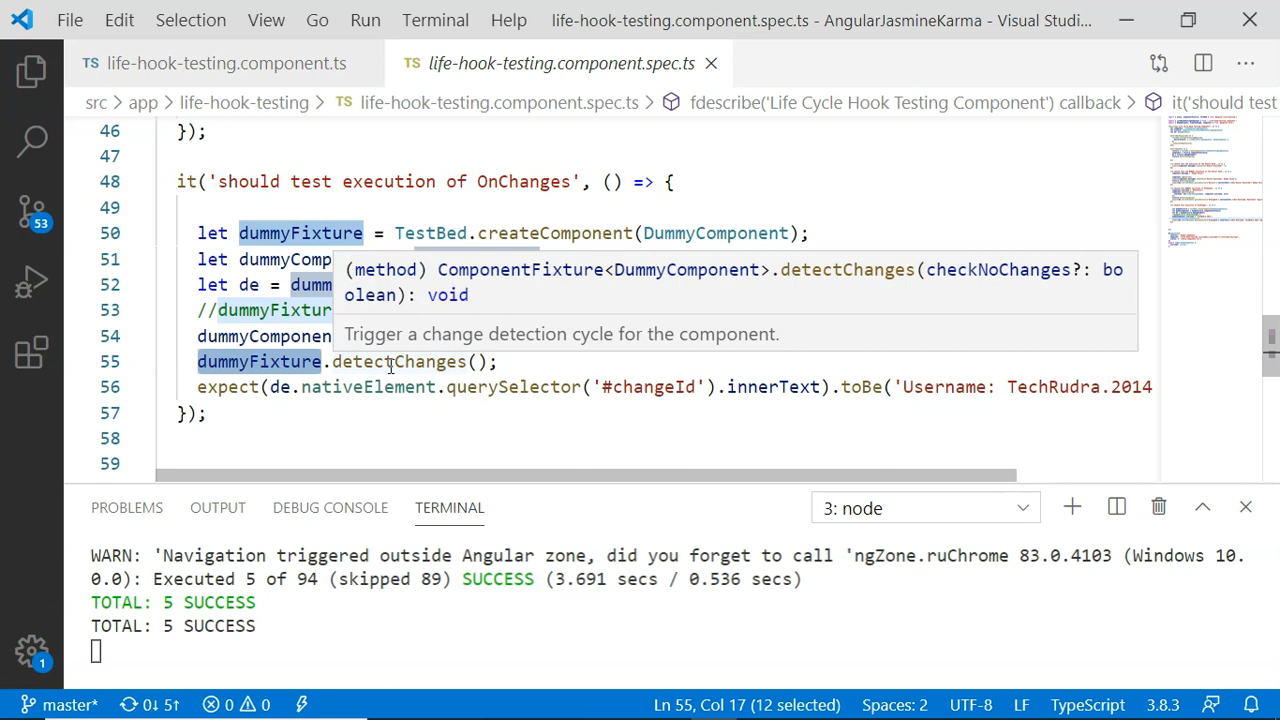 File Edit Selection View Go Run Terminal Help life-hook-testing.component.spec.ts - AngularJasmineKarma - Visual Studi...
TS life-hook-testing.component.ts TS life-hook-testing.component.spec.ts
src > app > life-hook-testing > TS life-hook-testing.component.spec.ts > fdescribe('Life Cycle Hook Testing Component') callback > it('should test
46 });
47
48 it('should test execution of OnChanges', () => {
49
let dummyFixture = TestBed.createComponent(DummyComponent);
51 let dummyComp
52 let de = dumm
53 //dummyFixtur
54 dummyComponen
55 dummyFixture.detectChanges();
56 expect(de.nativeElement.querySelector('#changeId').innerText).toBe('Username: TechRudra.2014
57 });
58
59
(method) ComponentFixture<DummyComponent>.detectChanges(checkNoChanges?: bo
olean): void
Trigger a change detection cycle for the component.
PROBLEMS OUTPUT DEBUG CONSOLE TERMINAL 3: node
WARN: 'Navigation triggered outside Angular zone, did you forget to call 'ngZone.ruChrome 83.0.4103 (Windows 10.
0.0): Executed 5 of 94 (skipped 89) SUCCESS (3.691 secs / 0.536 secs)
TOTAL: 5 SUCCESS
TOTAL: 5 SUCCESS
53
1
master* 0↓ 5↑ 0 0 Ln 55, Col 17 (12 selected) Spaces: 2 UTF-8 LF TypeScript 3.8.3